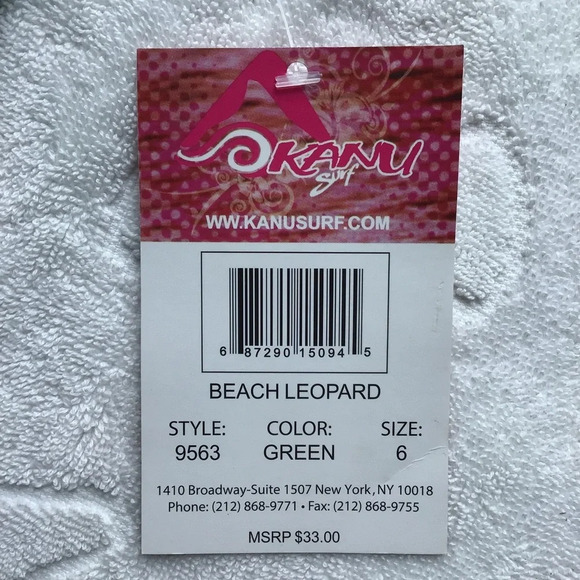 KANU
Surf
WW.KANUSURF.COM
6 87290 15094 5
BEACH LEOPARD
STYLE: COLOR: SIZE:
9563 GREEN 6
1410 Broadway-Suite 1507 New York, NY 10018
Phone: (212) 868-9771 • Fax: (212) 868-9755
MSRP $33.00